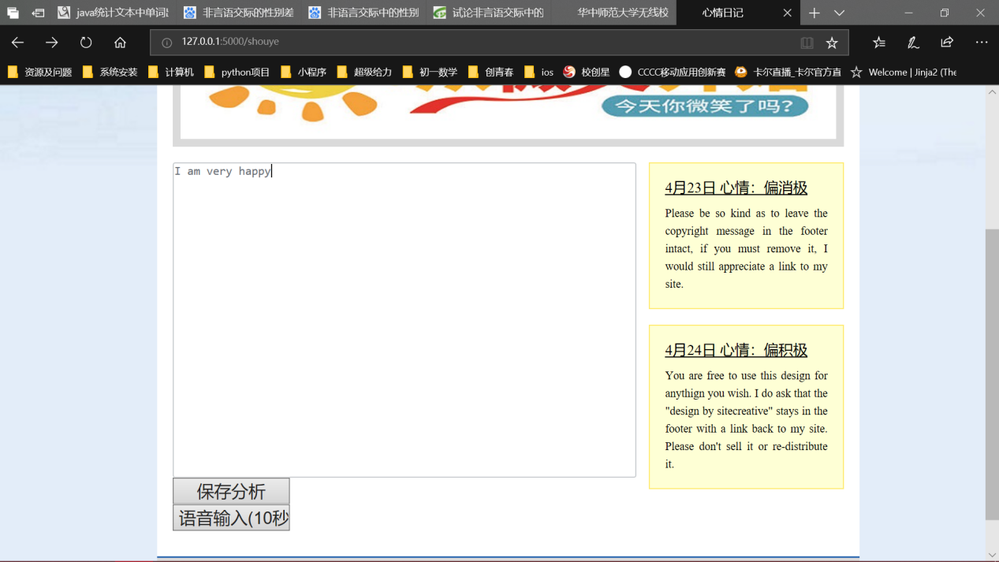 java统计文本中单词
非言语交际的性别差
非语言交际中的性别
试论非言语交际中的
华中师范大学无线校
心情日记
127.0.0.1:5000/shouye
资源及问题
系统安装
计算机
python项目
小程序
超级给力
初一数学
创青春
ios
校创星
CCCC移动应用创新赛
卡尔直播_卡尔官方直
Welcome | Jinja2 (The
今天你微笑了吗?
I am very happy
4月23日 心情：偏消极
Please be so kind as to leave the
copyright message in the footer
intact, if you must remove it, I
would still appreciate a link to my
site.
4月24日 心情：偏积极
You are free to use this design for
anythign you wish. I do ask that the
"design by sitecreative" stays in the
footer with a link back to my site.
Please don't sell it or re-distribute
it.
保存分析
语音输入(10秒